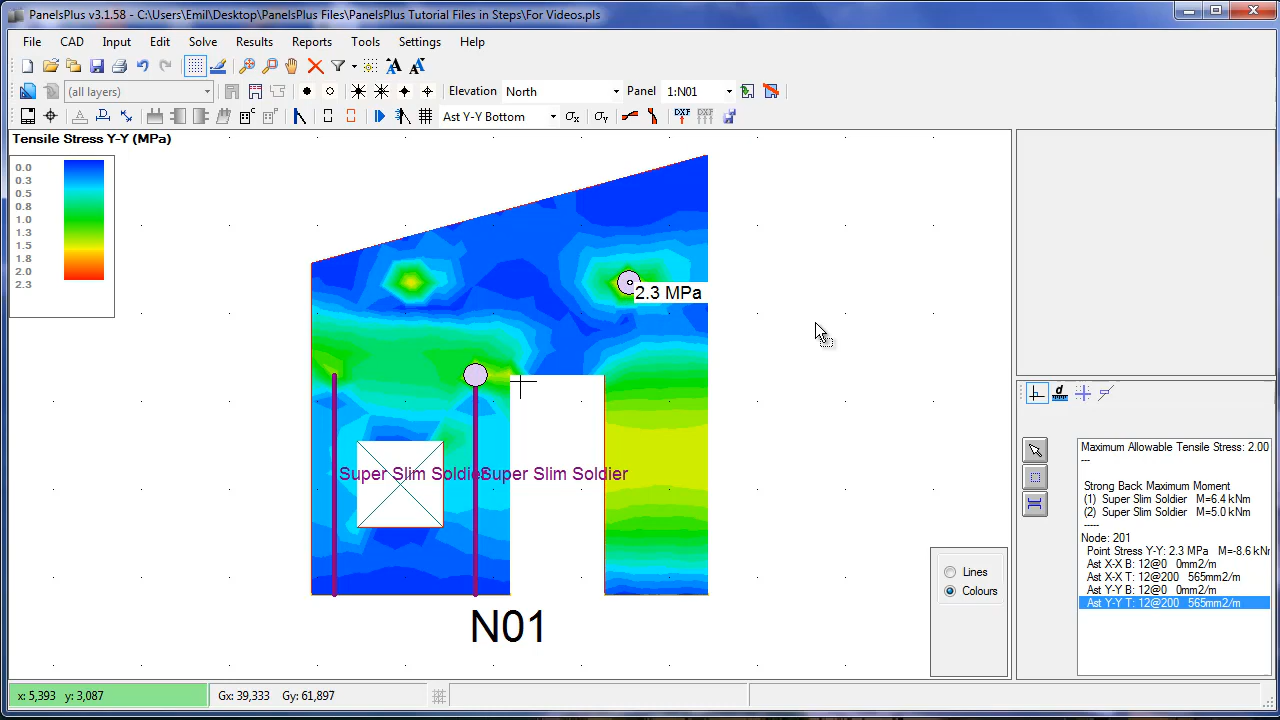 PanelsPlus v3.1.58 - C:\Users\Emil\Desktop\PanelsPlus Files\PanelsPlus Tutorial Files in Steps\For Videos.pls
File CAD Input Edit Solve Results Reports Tools Settings Help
(all layers) Elevation North Panel 1:N01
Ast Y-Y Bottom σx σy DXF DXF
Tensile Stress Y-Y (MPa)
0.0
0.3
0.5
0.8
1.0
1.3
1.5
1.8
2.0
2.3
2.3 MPa
Super Slim Soldier
Super Slim Soldier
N01
Lines
Colours
d
Maximum Allowable Tensile Stress: 2.00
---
Strong Back Maximum Moment
(1) Super Slim Soldier M=6.4 kNm
(2) Super Slim Soldier M=5.0 kNm
-----
Node: 201
Point Stress Y-Y: 2.3 MPa M=-8.6 kNm
Ast X-X B: 12@0 0mm2/m
Ast X-X T: 12@200 565mm2/m
Ast Y-Y B: 12@0 0mm2/m
Ast Y-Y T: 12@200 565mm2/m
x: 5,393 y: 3,087 Gx: 39,333 Gy: 61,897